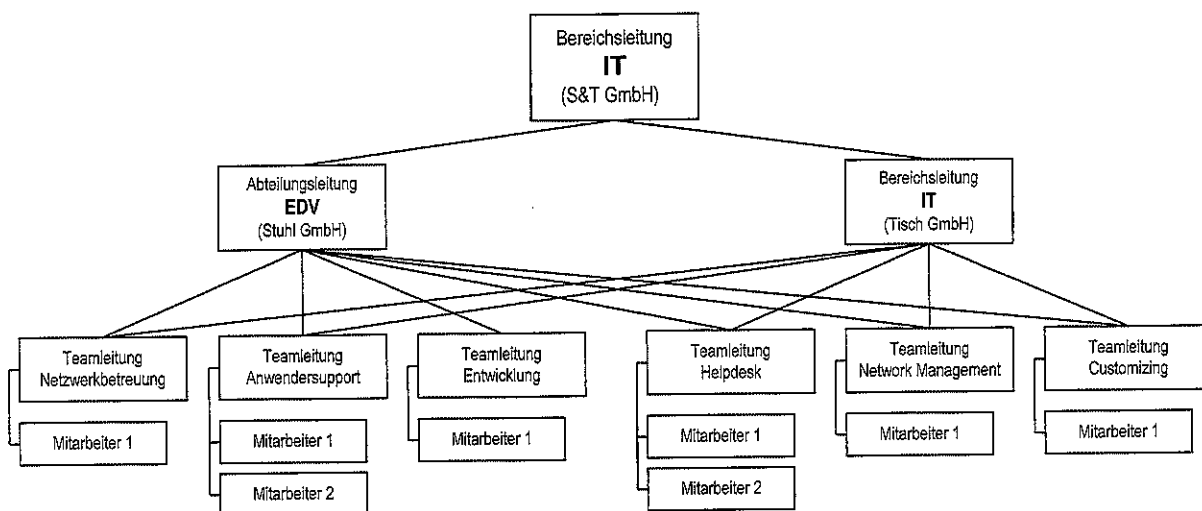 Bereichsleitung
IT
(S&T GmbH)
Abteilungsleitung
EDV
(Stuhl GmbH)
Bereichsleitung
IT
(Tisch GmbH)
Teamleitung
Netzwerkbetreuung
Teamleitung
Anwendersupport
Teamleitung
Entwicklung
Teamleitung
Helpdesk
Teamleitung
Network Management
Teamleitung
Customizing
Mitarbeiter 1
Mitarbeiter 1
Mitarbeiter 1
Mitarbeiter 1
Mitarbeiter 1
Mitarbeiter 1
Mitarbeiter 2
Mitarbeiter 2